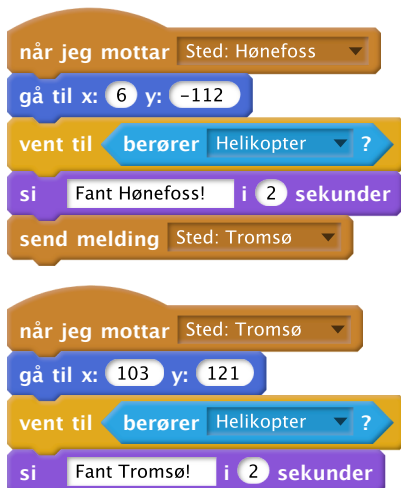 når jeg mottar Sted: Hønefoss
gå til x: 6 y: -112
vent til berører Helikopter ?
si Fant Hønefoss! i 2 sekunder
send melding Sted: Tromsø
når jeg mottar Sted: Tromsø
gå til x: 103 y: 121
vent til berører Helikopter ?
si Fant Tromsø! i 2 sekunder